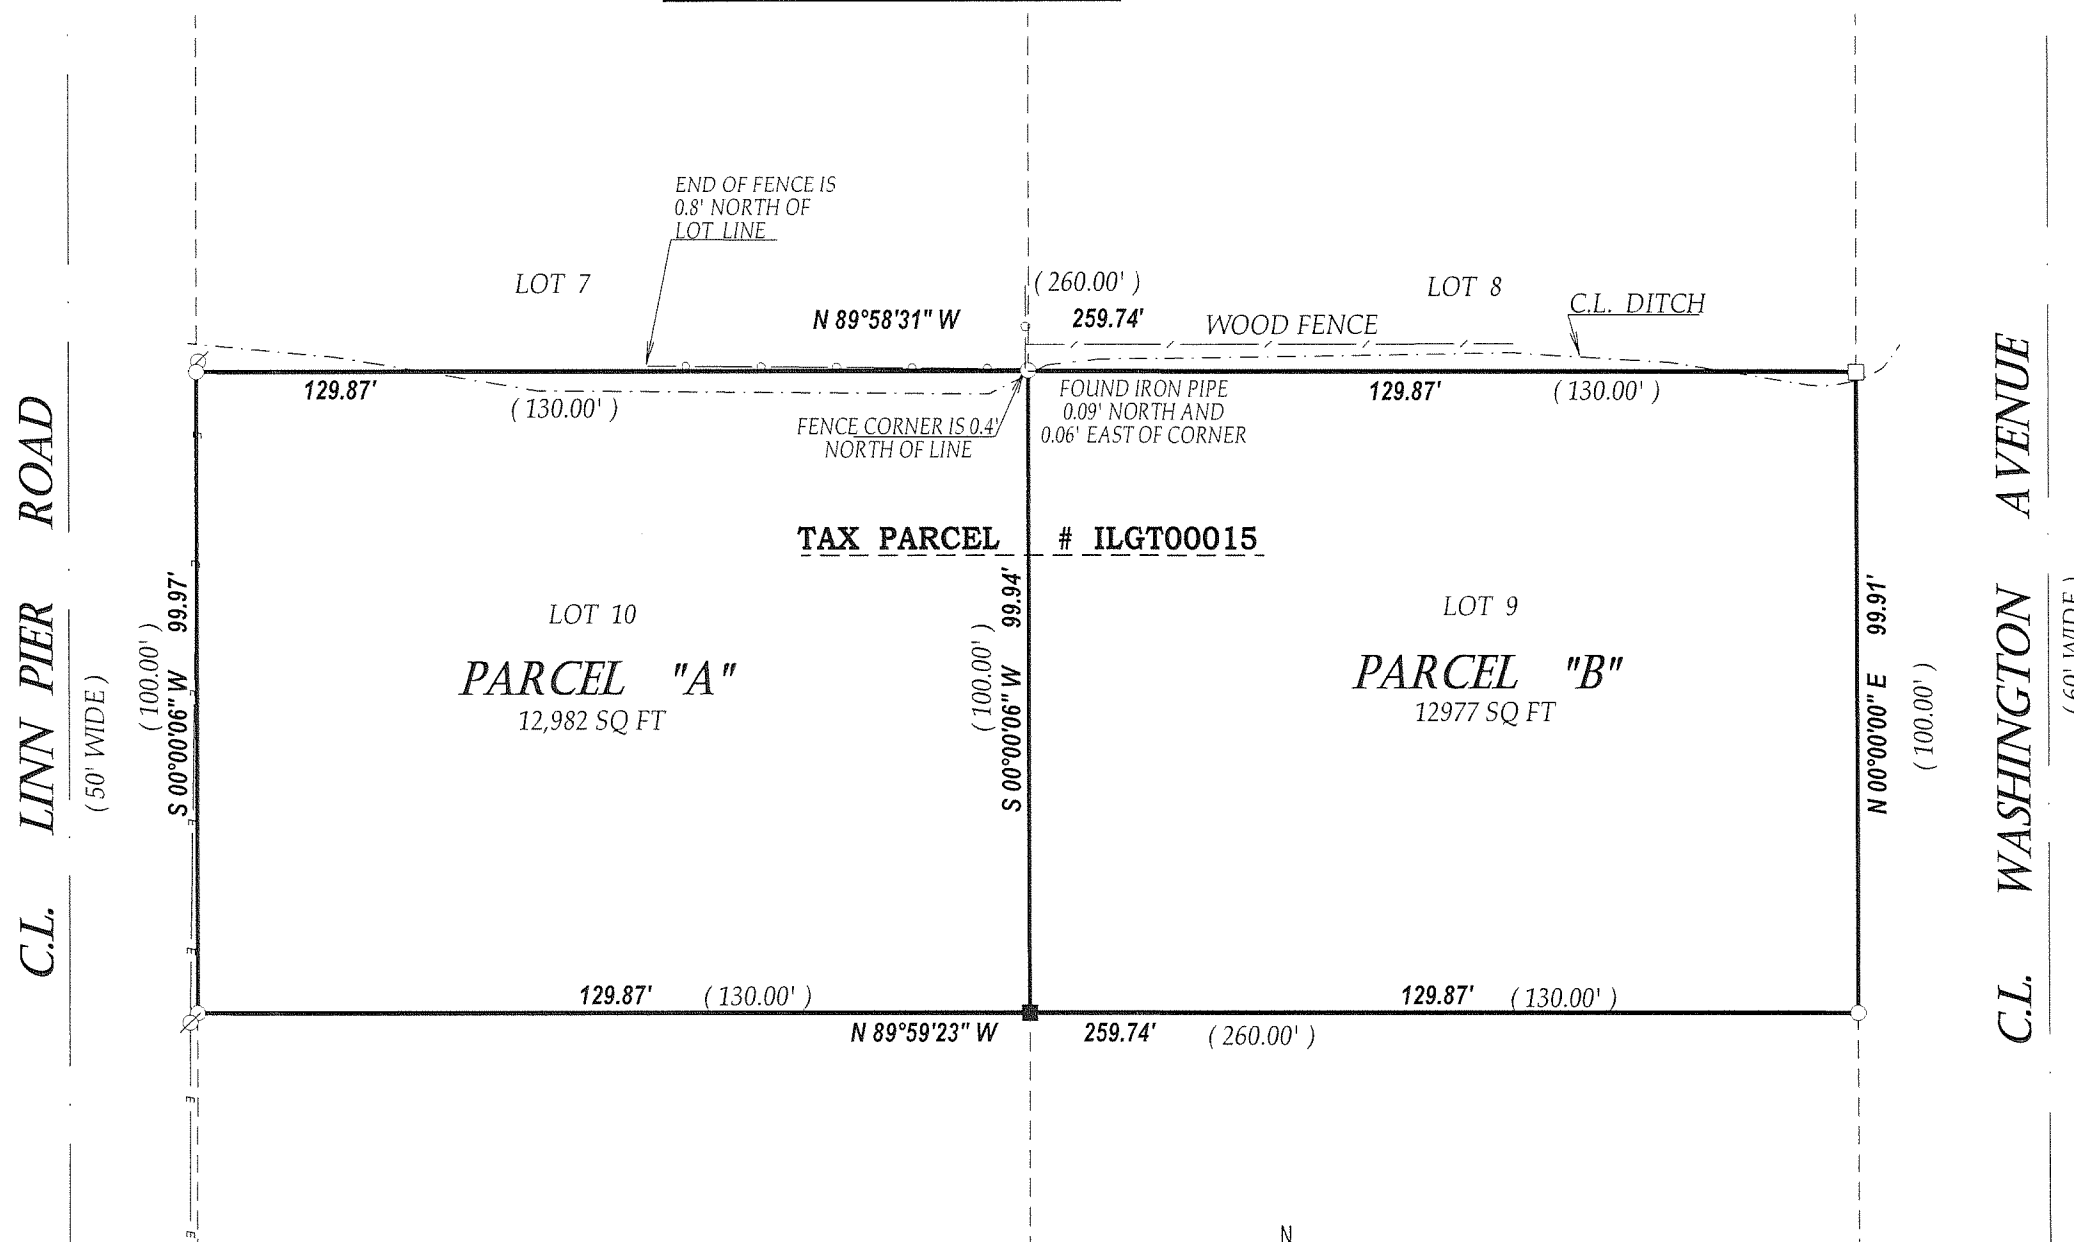 END OF FENCE IS
0.8' NORTH OF
LOT LINE
LOT 7
( 260.00' )
LOT 8
C.L. DITCH
N 89°58'31" W
259.74'
WOOD FENCE
129.87'
( 130.00' )
FOUND IRON PIPE
0.09' NORTH AND
0.06' EAST OF CORNER
129.87'
( 130.00' )
FENCE CORNER IS 0.4'
NORTH OF LINE
TAX PARCEL # ILGT00015
C.L. LINN PIER ROAD
( 50' WIDE )
( 100.00' )
S 00°00'06" W 99.97'
LOT 10
PARCEL "A"
12,982 SQ FT
( 100.00' )
S 00°00'06" W 99.94'
LOT 9
PARCEL "B"
12977 SQ FT
N 00°00'00" E 99.91'
( 100.00' )
C.L. WASHINGTON AVENUE
( 60' WIDE )
129.87' ( 130.00' )
129.87' ( 130.00' )
N 89°59'23" W 259.74' ( 260.00' )
E
E
E
E
N